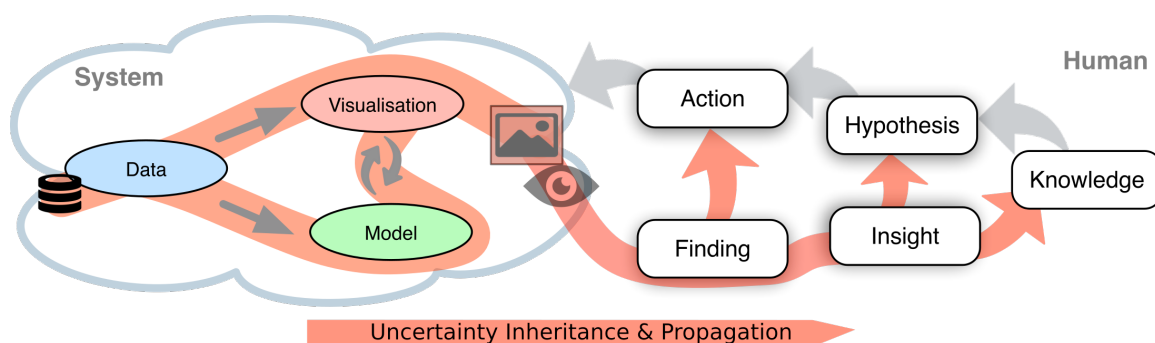 System
Human
Visualisation
Data
Model
Action
Hypothesis
Knowledge
Finding
Insight
Uncertainty Inheritance & Propagation